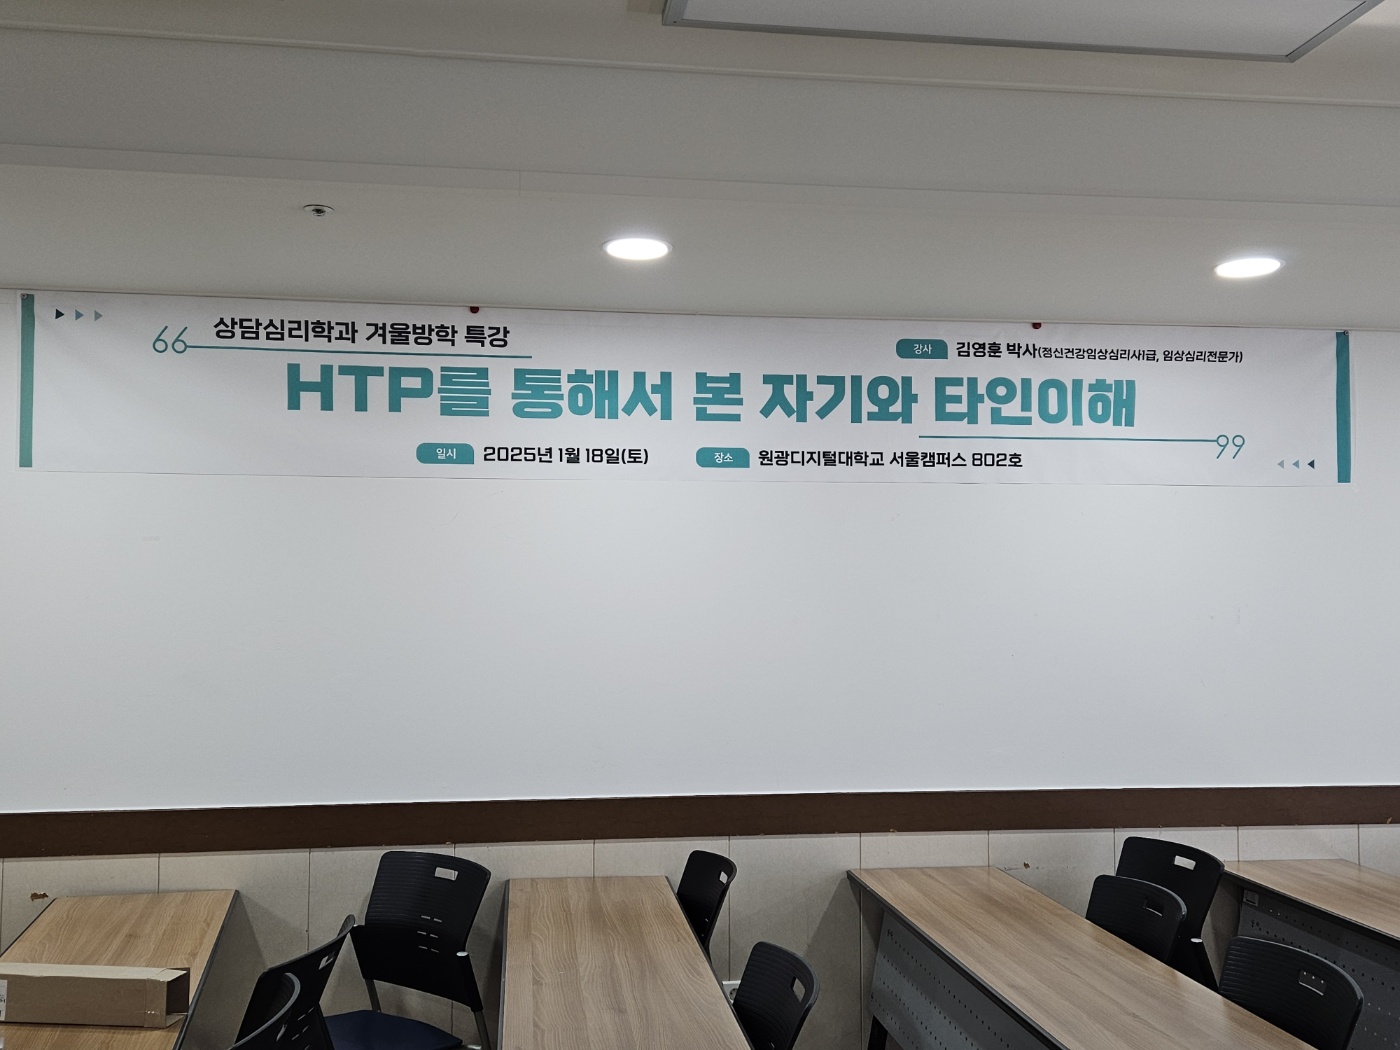 상담심리학과 겨울방학 특강
강사 김영훈 박사(정신건강임상심리사1급, 임상심리전문가)
HTP를 통해서 본 자기와 타인이해
일시 2025년 1월 18일(토) 장소 원광디지털대학교 서울캠퍼스 802호